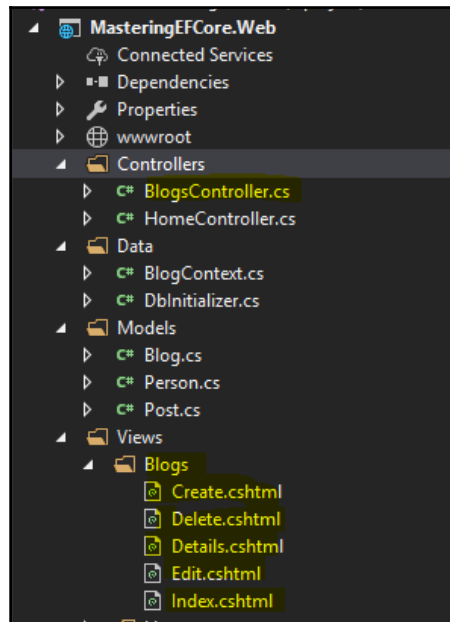 MasteringEFCore.Web
Connected Services
Dependencies
Properties
wwwroot
Controllers
C# BlogsController.cs
C# HomeController.cs
Data
C# BlogContext.cs
C# DbInitializer.cs
Models
C# Blog.cs
C# Person.cs
C# Post.cs
Views
Blogs
Create.cshtml
Delete.cshtml
Details.cshtml
Edit.cshtml
Index.cshtml